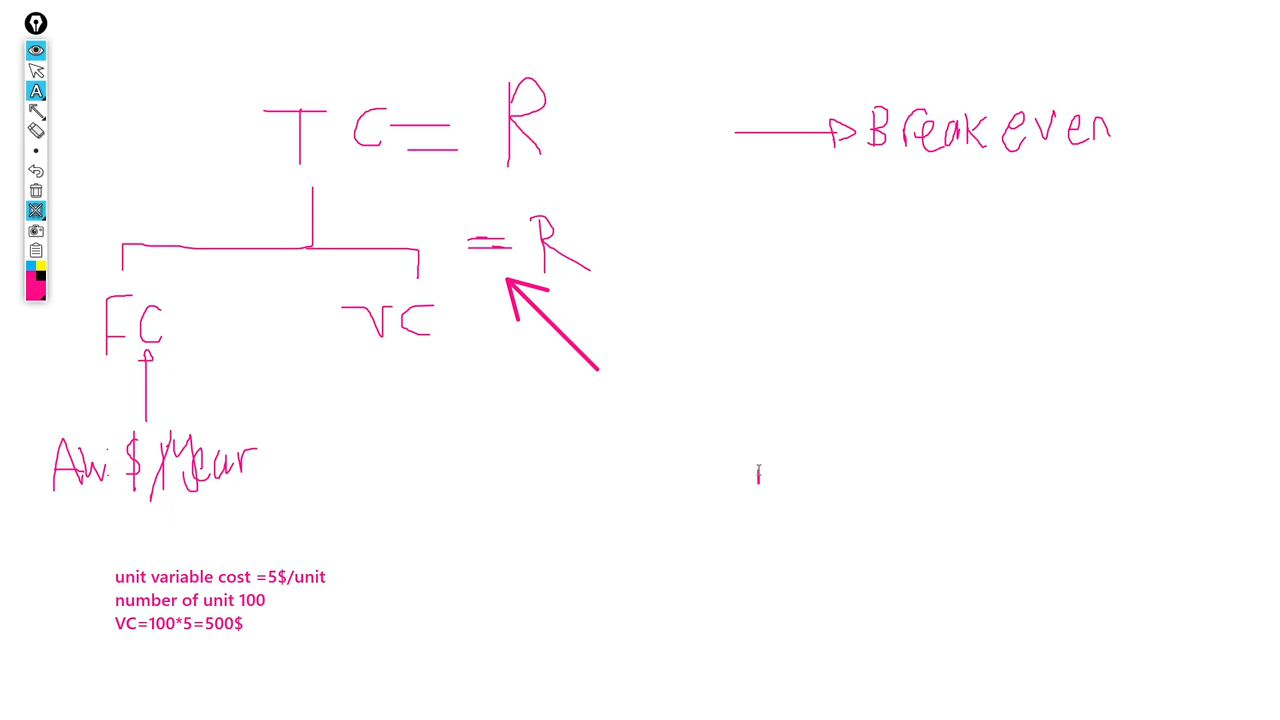 TC = R
Breakeven
= R
FC
VC
Aw: $/Year
unit variable cost =5$/unit
number of unit 100
VC=100*5=500$